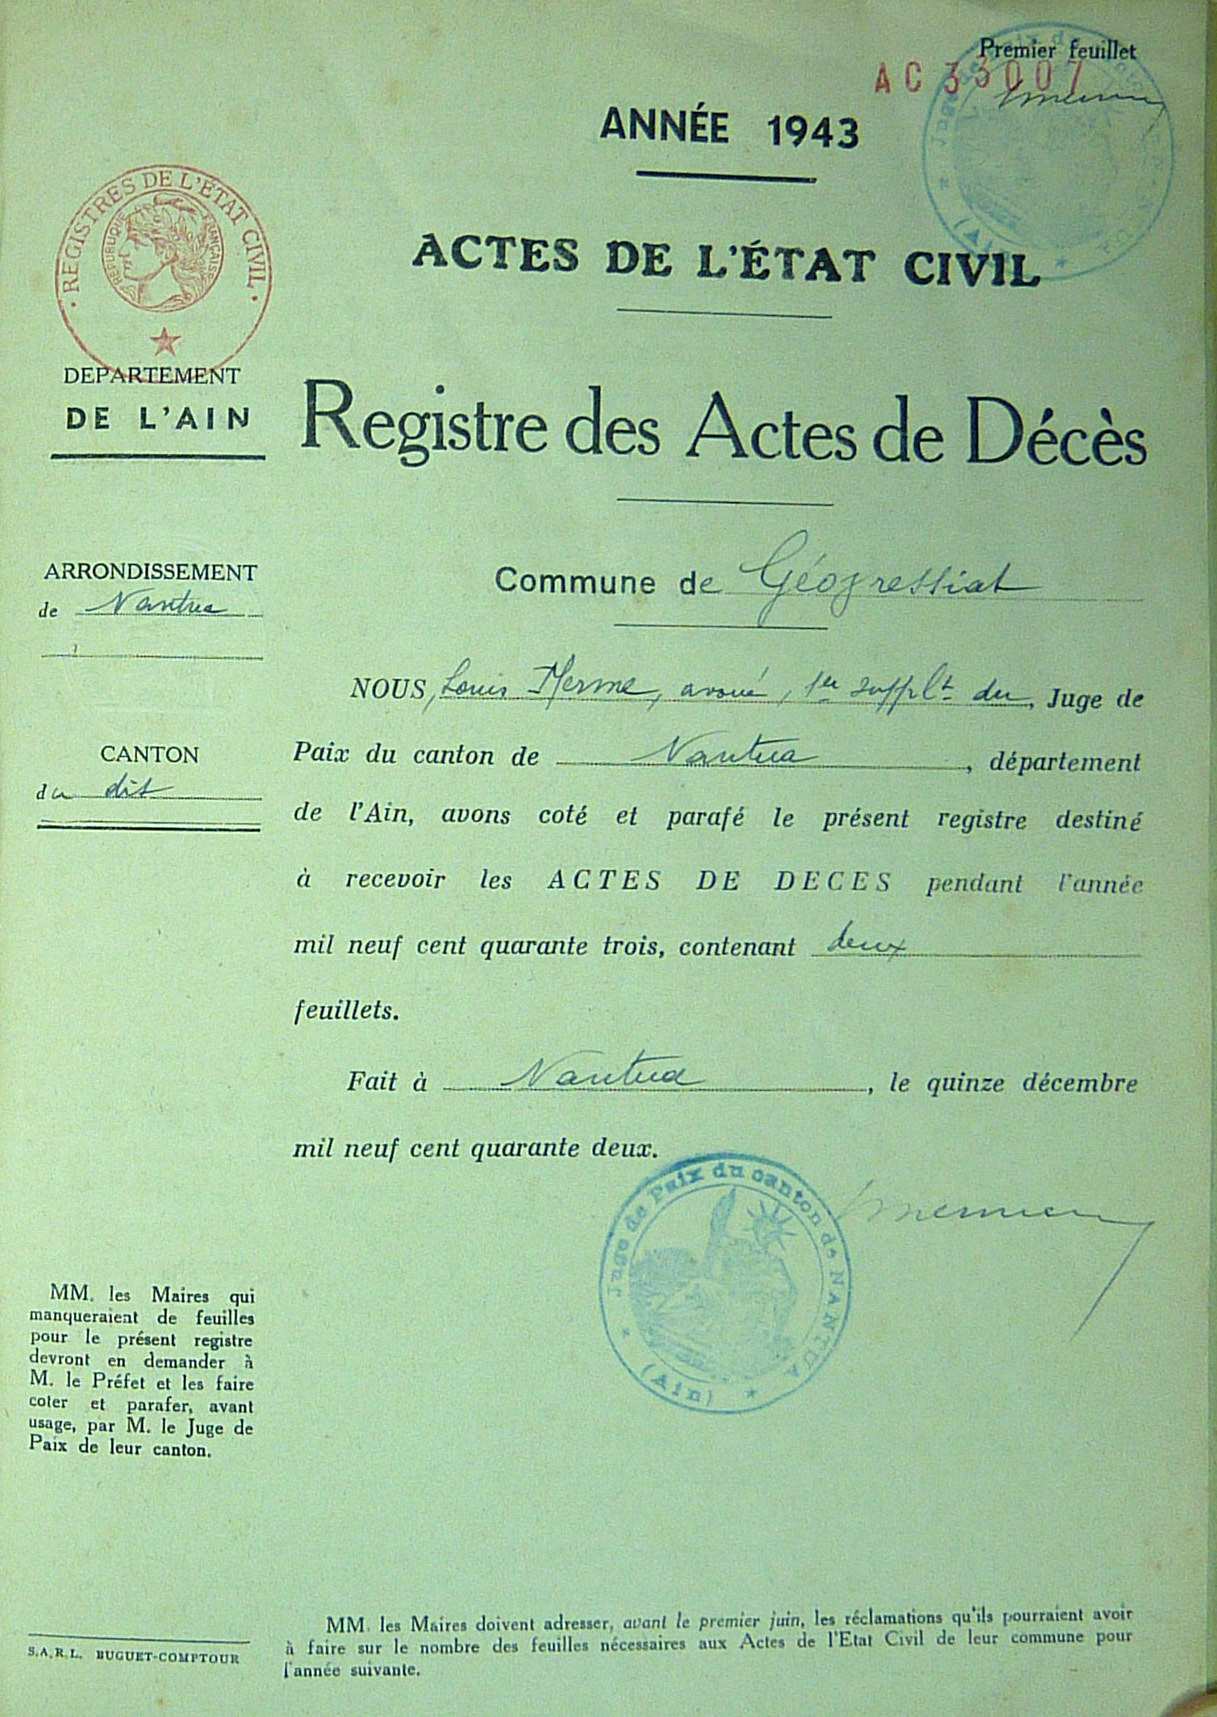 Premier feuillet
AC 33007
ANNÉE 1943
ACTES DE L'ÉTAT CIVIL
· REGISTRES DE L'ÉTAT CIVIL ·
RÉPUBLIQUE FRANÇAISE
DEPARTEMENT
DE L'AIN
Registre des Actes de Décès
ARRONDISSEMENT
de Nantua
Commune de Géovressiat
NOUS, Louis Merme, avoué, 1er supplt du, Juge de
CANTON
du dit
Paix du canton de Nantua, département
de l'Ain, avons coté et parafé le présent registre destiné
à recevoir les ACTES DE DECES pendant l'année
mil neuf cent quarante trois, contenant deux
feuillets.
Fait à Nantua, le quinze décembre
mil neuf cent quarante deux.
Juge de Paix du canton de NANTUA
(Ain)
MM. les Maires qui
manqueraient de feuilles
pour le présent registre
devront en demander à
M. le Préfet et les faire
coter et parafer, avant
usage, par M. le Juge de
Paix de leur canton.
S.A.R.L. BUGUET-COMPTOUR
MM. les Maires doivent adresser, avant le premier juin, les réclamations qu'ils pourraient avoir
à faire sur le nombre des feuilles nécessaires aux Actes de l'Etat Civil de leur commune pour
l'année suivante.